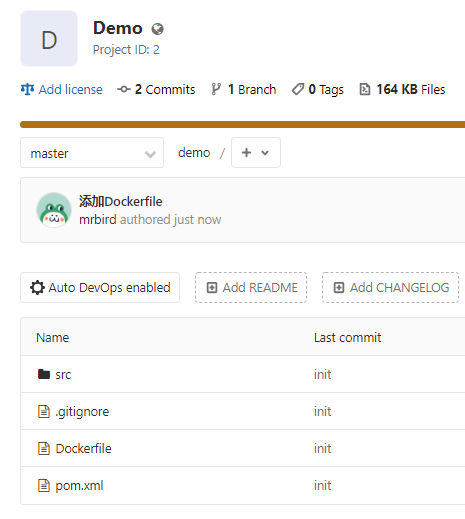 D
Demo
Project ID: 2
Add license 2 Commits 1 Branch 0 Tags 164 KB Files
master demo / +
添加Dockerfile
mrbird authored just now
Auto DevOps enabled Add README Add CHANGELOG
Name Last commit
src init
.gitignore init
Dockerfile init
pom.xml init